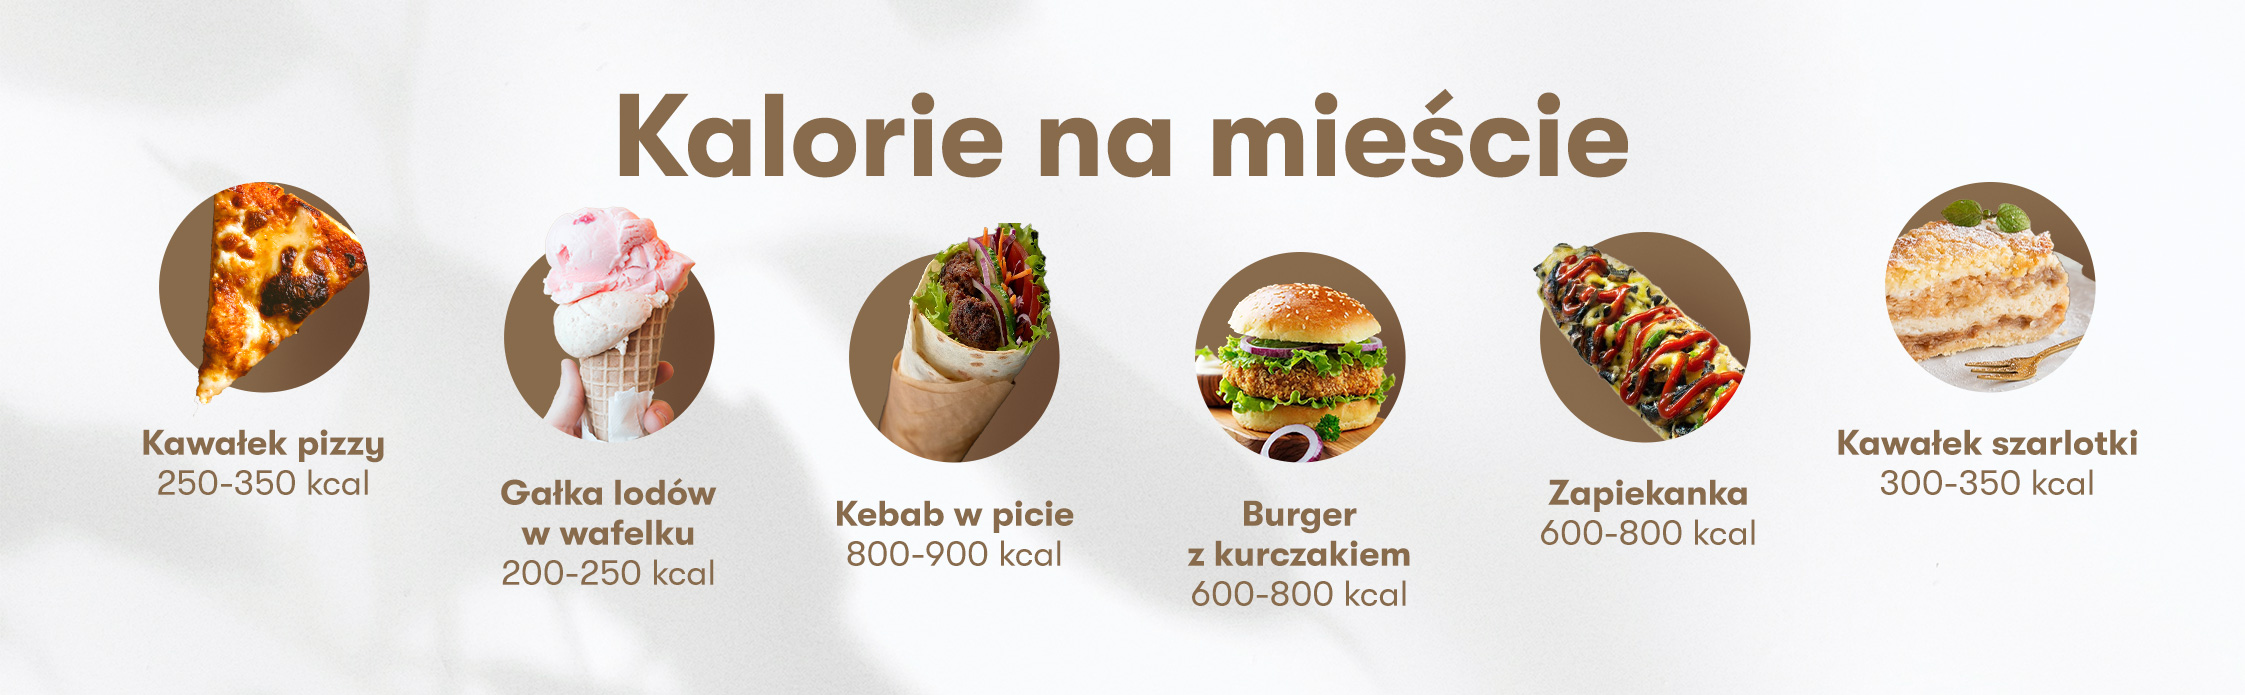 Kalorie na mieście
Kawałek pizzy
250-350 kcal
Gałka lodów
w wafelku
200-250 kcal
Kebab w picie
800-900 kcal
Burger
z kurczakiem
600-800 kcal
Zapiekanka
600-800 kcal
Kawałek szarlotki
300-350 kcal